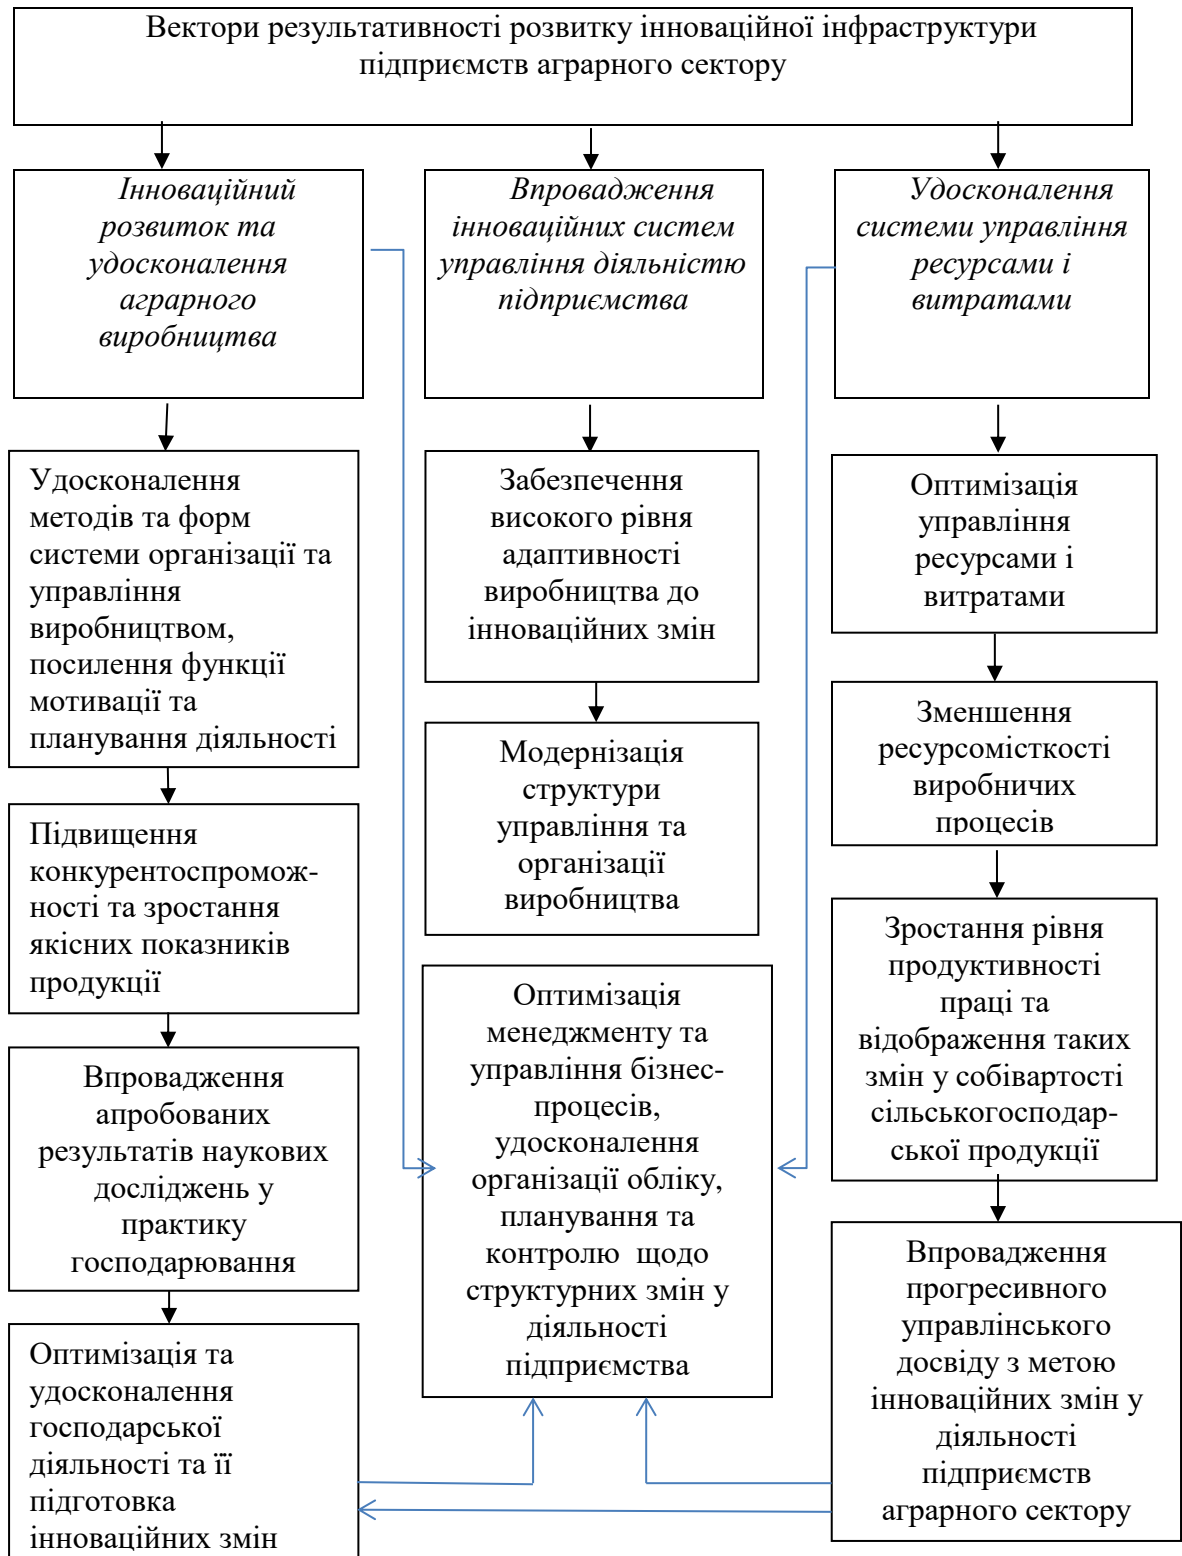 Вектори результативності розвитку інноваційної інфраструктури
підприємств аграрного сектору
Інноваційний
розвиток та
удосконалення
аграрного
виробництва
Впровадження
інноваційних систем
управління діяльністю
підприємства
Удосконалення
системи управління
ресурсами і
витратами
Удосконалення
методів та форм
системи організації та
управління
виробництвом,
посилення функції
мотивації та
планування діяльності
Підвищення
конкурентоспромож-
ності та зростання
якісних показників
продукції
Впровадження
апробованих
результатів наукових
досліджень у
практику
господарювання
Оптимізація та
удосконалення
господарської
діяльності та її
підготовка
інноваційних змін
Забезпечення
високого рівня
адаптивності
виробництва до
інноваційних змін
Модернізація
структури
управління та
організації
виробництва
Оптимізація
менеджменту та
управління бізнес-
процесів,
удосконалення
організації обліку,
планування та
контролю щодо
структурних змін у
діяльності
підприємства
Оптимізація
управління
ресурсами і
витратами
Зменшення
ресурсомісткості
виробничих
процесів
Зростання рівня
продуктивності
праці та
відображення таких
змін у собівартості
сільськогосподар-
ської продукції
Впровадження
прогресивного
управлінського
досвіду з метою
інноваційних змін у
діяльності
підприємств
аграрного сектору